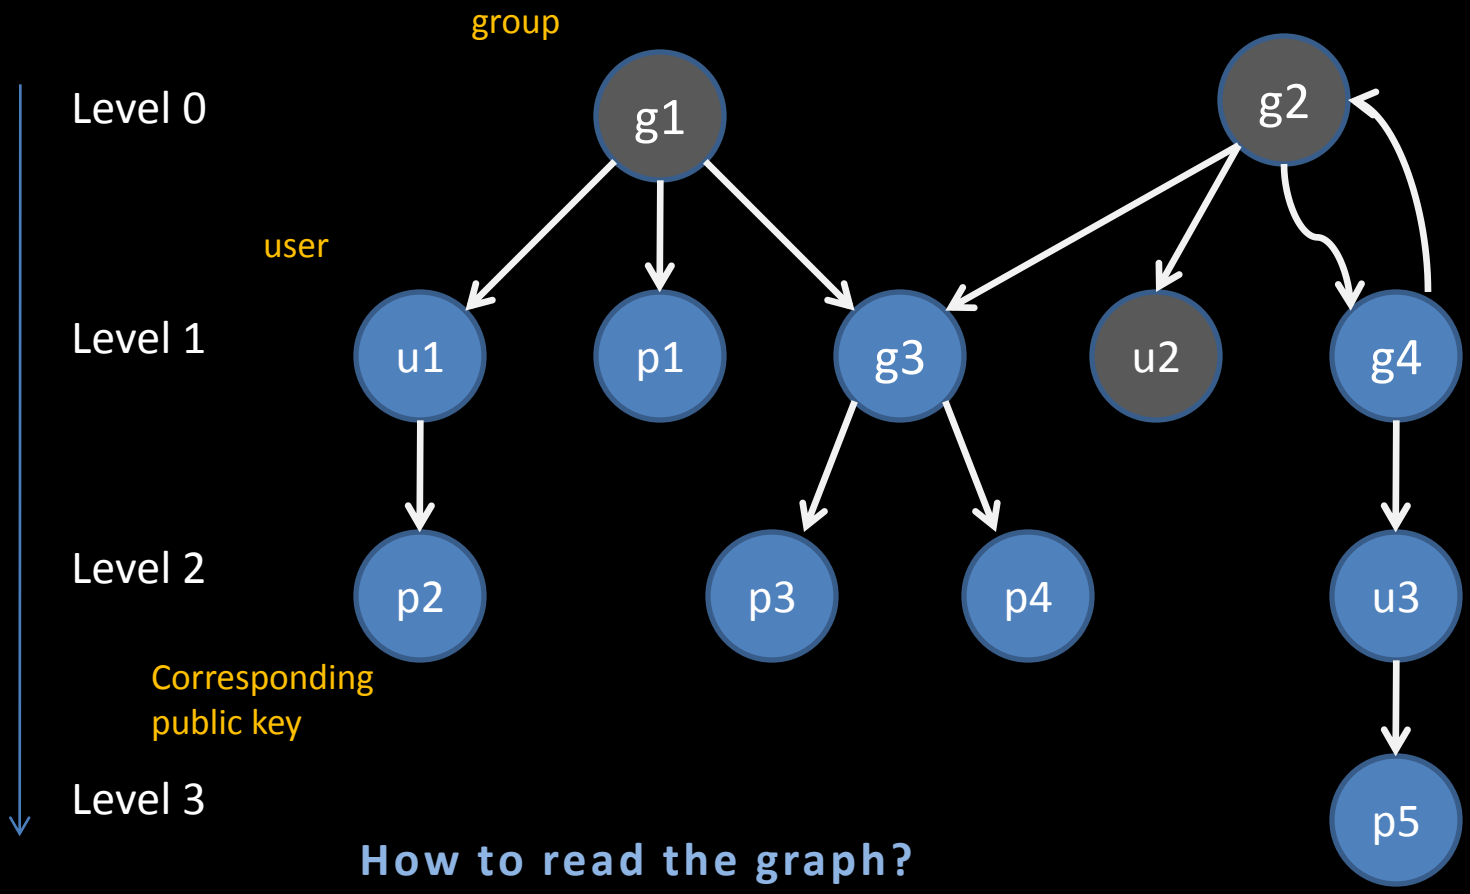 group
Level 0
g1
g2
user
Level 1
u1
p1
g3
u2
g4
Level 2
p2
p3
p4
u3
Corresponding
public key
Level 3
p5
How to read the graph?